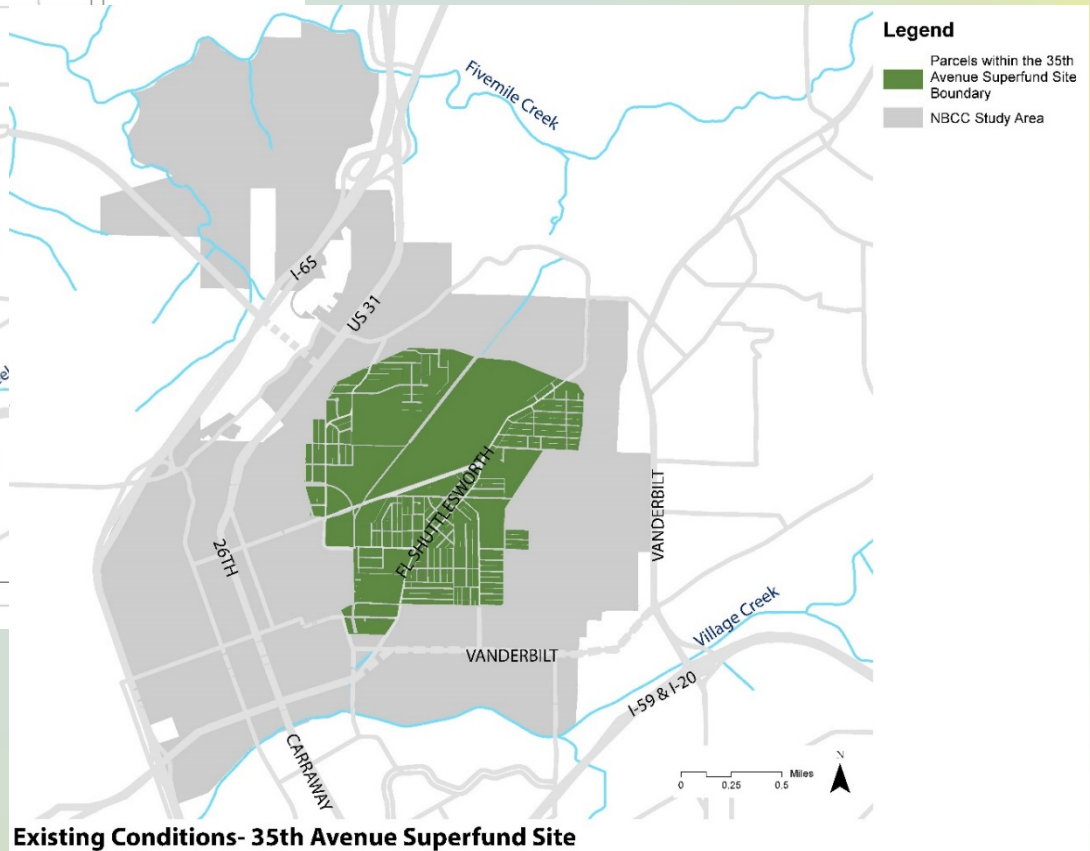 Legend
Parcels within the 35th
Avenue Superfund Site
Boundary
NBCC Study Area
Fivemile Creek
I-65
US 31
FL SHUTTLESWORTH
VANDERBILT
26TH
Village Creek
VANDERBILT
I-59 & I-20
CARRAWAY
N
Miles
0 0.25 0.5
Existing Conditions- 35th Avenue Superfund Site